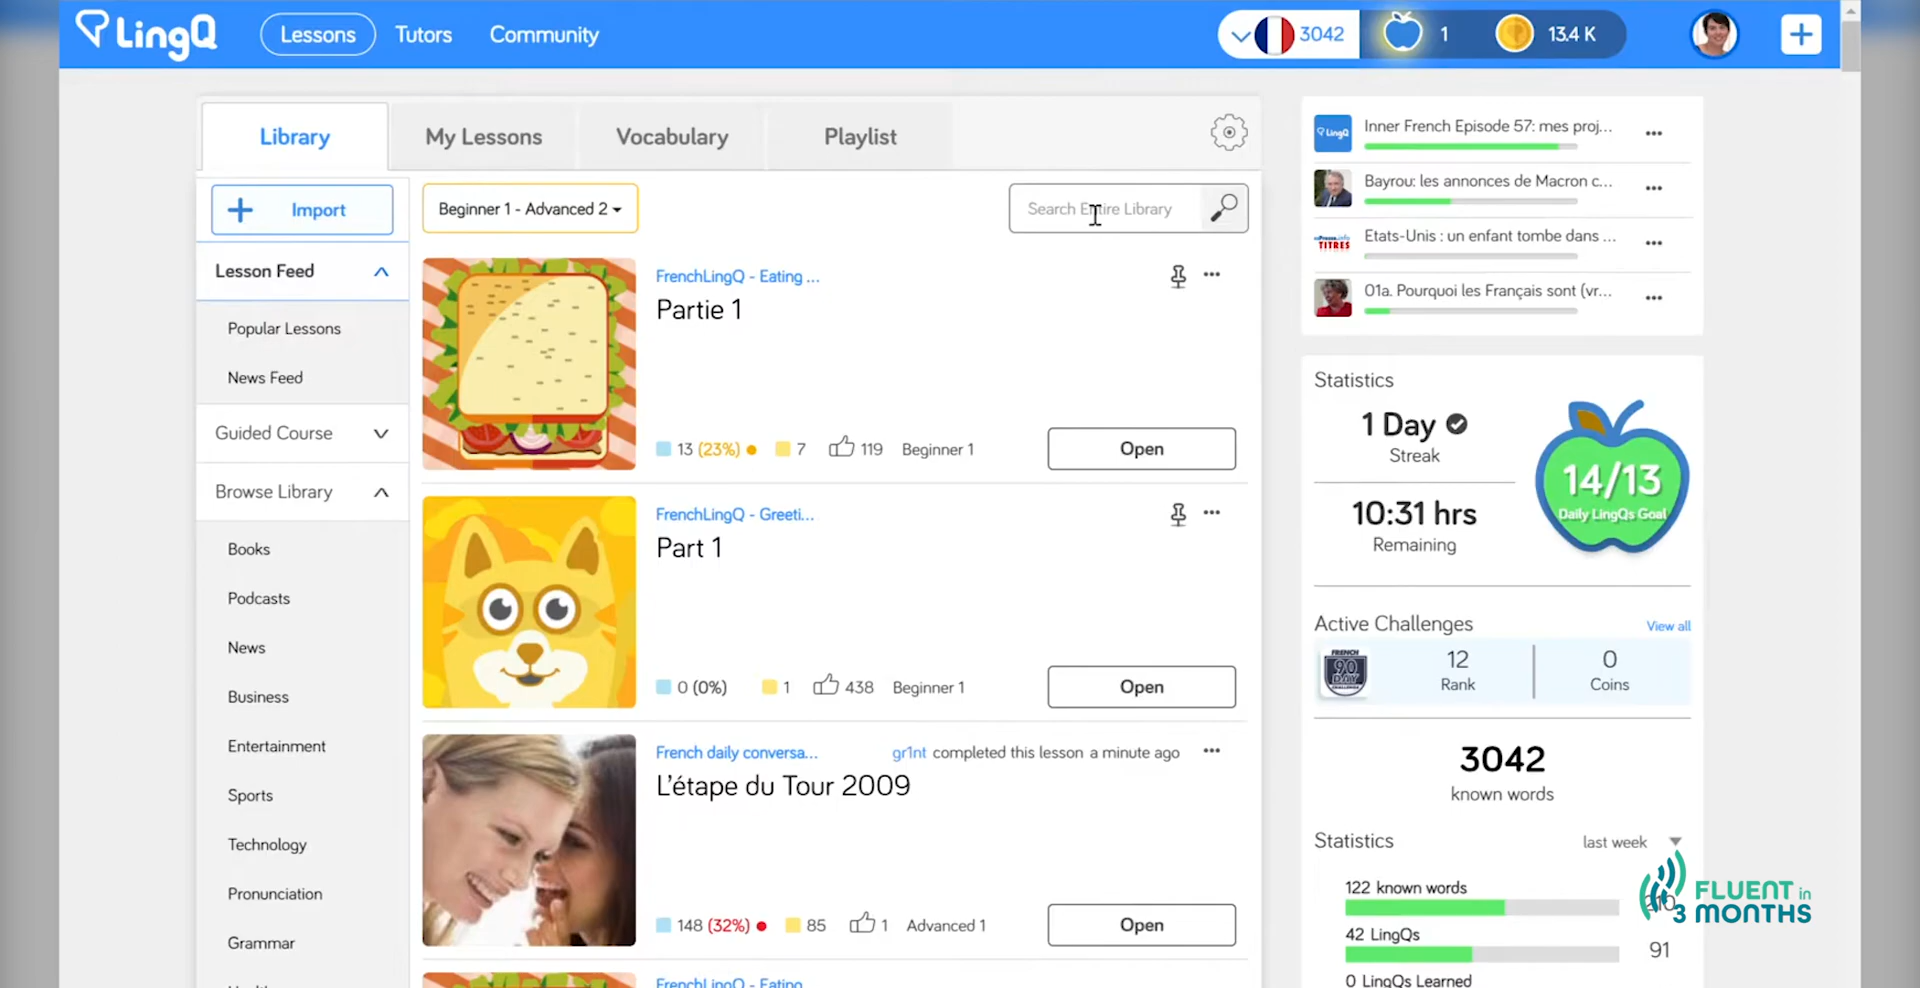 LingQ
Lessons
Tutors
Community
3042
1
13.4 K
Library
My Lessons
Vocabulary
Playlist
Import
Beginner 1 - Advanced 2
Search Entire Library
Lesson Feed
Popular Lessons
News Feed
Guided Course
Browse Library
Books
Podcasts
News
Business
Entertainment
Sports
Technology
Pronunciation
Grammar
FrenchLingQ - Eating ...
Partie 1
13 (23%) 7 119 Beginner 1
Open
FrenchLingQ - Greeti...
Part 1
0 (0%) 1 438 Beginner 1
Open
French daily conversa...
gr1nt completed this lesson a minute ago
L'étape du Tour 2009
148 (32%) 85 1 Advanced 1
Open
FrenchLingQ - Eating
LingQ
Inner French Episode 57: mes proj...
Bayrou: les annonces de Macron c...
TITRES
Etats-Unis : un enfant tombe dans ...
01a. Pourquoi les Français sont (vr...
Statistics
1 Day
Streak
10:31 hrs
Remaining
14/13
Daily LingQs Goal
Active Challenges
View all
FRENCH
90
DAY
CHALLENGE
12
Rank
0
Coins
3042
known words
Statistics
last week
122 known words
42 LingQs
91
0 LingQs Learned
FLUENT in
3 MONTHS